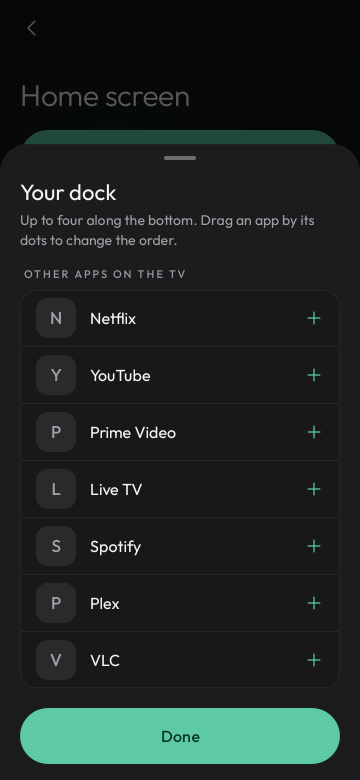 Home screen
Your dock
Up to four along the bottom. Drag an app by its
dots to change the order.
OTHER APPS ON THE TV
N Netflix +
Y YouTube +
P Prime Video +
L Live TV +
S Spotify +
P Plex +
V VLC +
Done